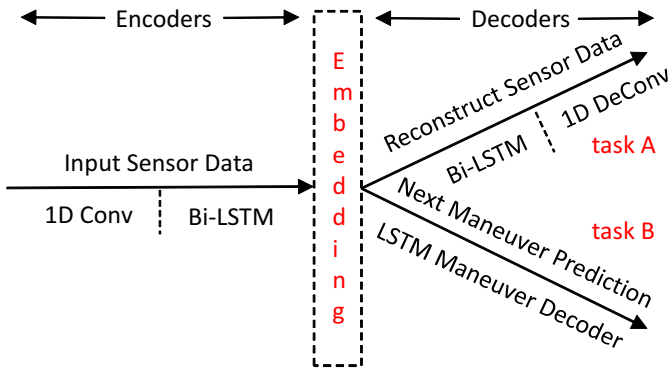 Encoders
Decoders
Embedding
Input Sensor Data
1D Conv
Bi-LSTM
Reconstruct Sensor Data
Bi-LSTM
1D DeConv
task A
Next Maneuver Prediction
task B
LSTM Maneuver Decoder